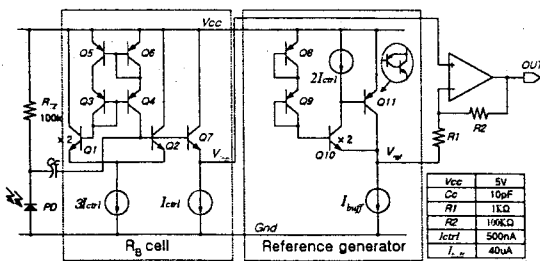 Vcc
Q5
Q6
Q3
Q4
100k
× 2
Q1
Q2
Q7
Cc
PD
3Ictrl
Ictrl
RB cell
Q8
2Ictrl
Q9
Q11
× 2
Q10
Vref
Ibuff
Gnd
Reference generator
OUT
R1
R2
Vcc 5V
Cc 10pF
R1 1KΩ
R2 100KΩ
Ictrl 500nA
40uA